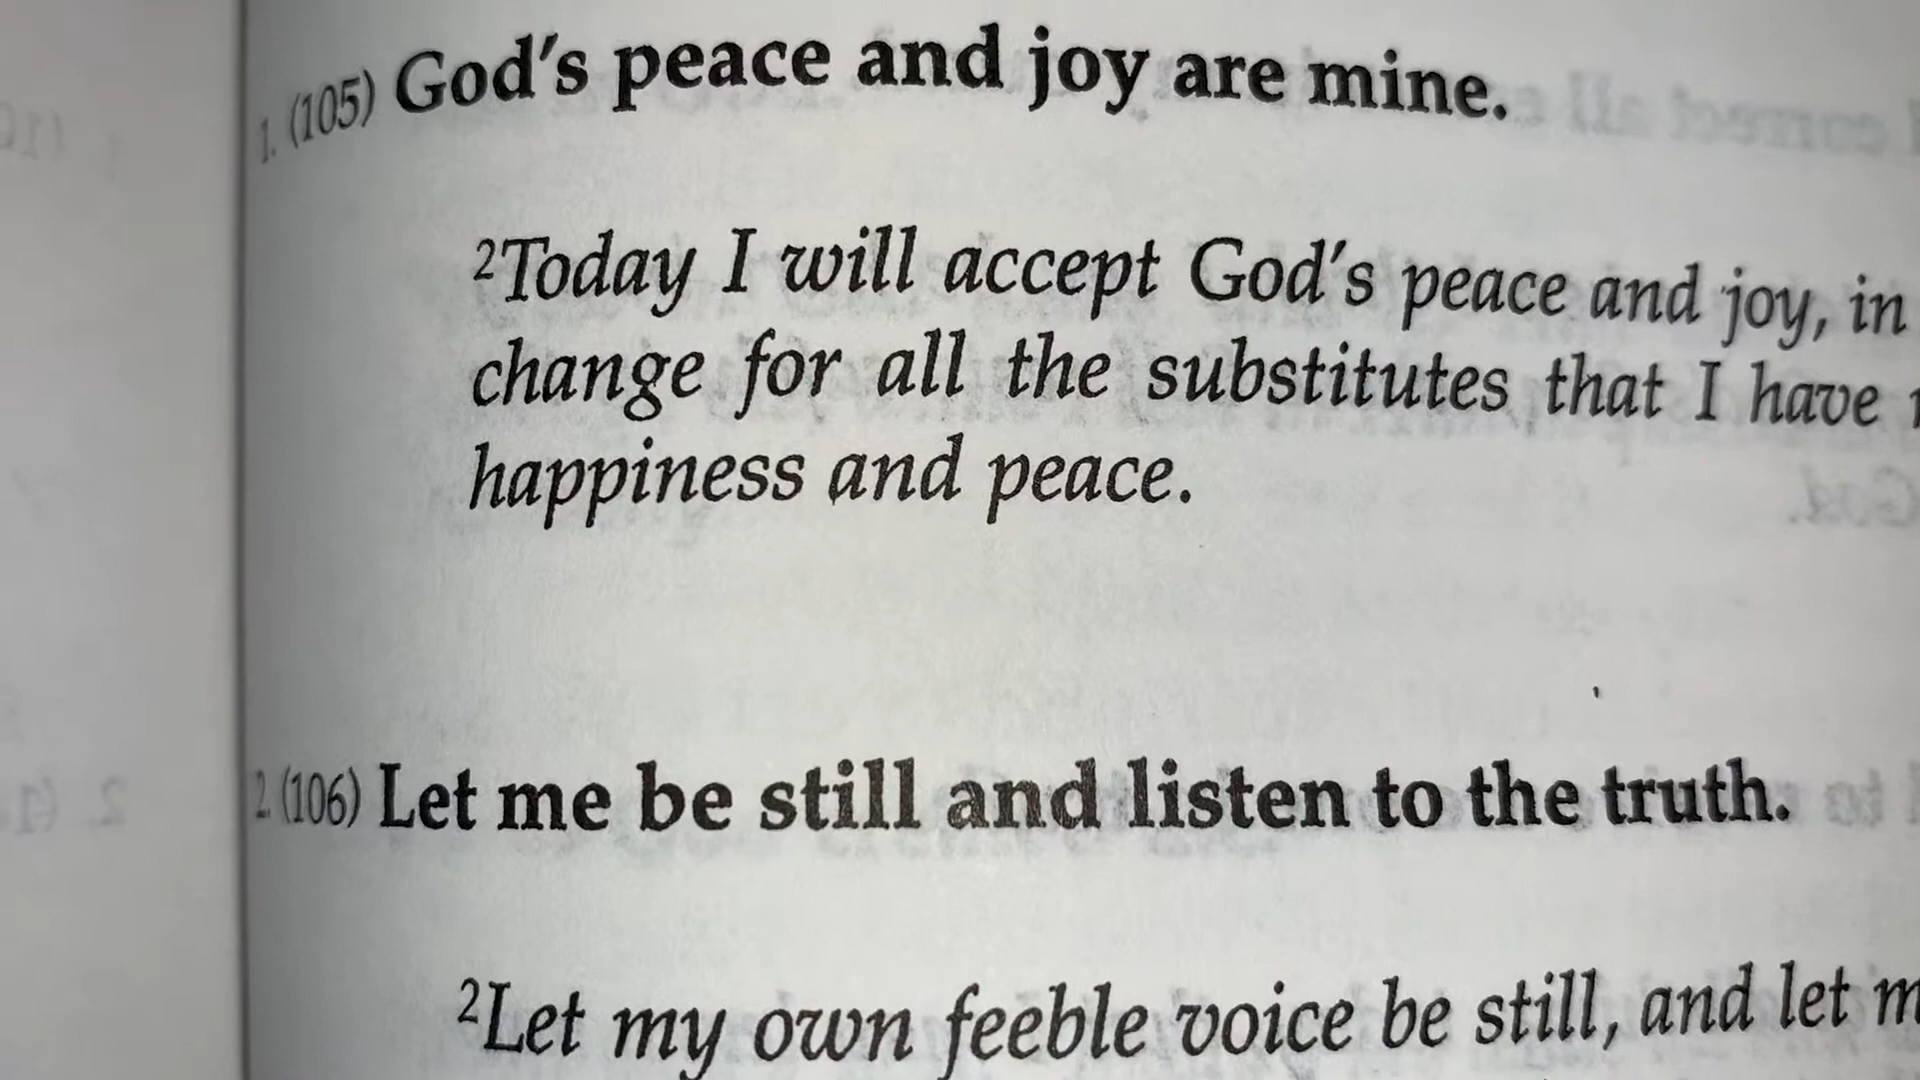 1. (105) God's peace and joy are mine.
2Today I will accept God's peace and joy, in
change for all the substitutes that I have
happiness and peace.
2. (106) Let me be still and listen to the truth.
2Let my own feeble voice be still, and let